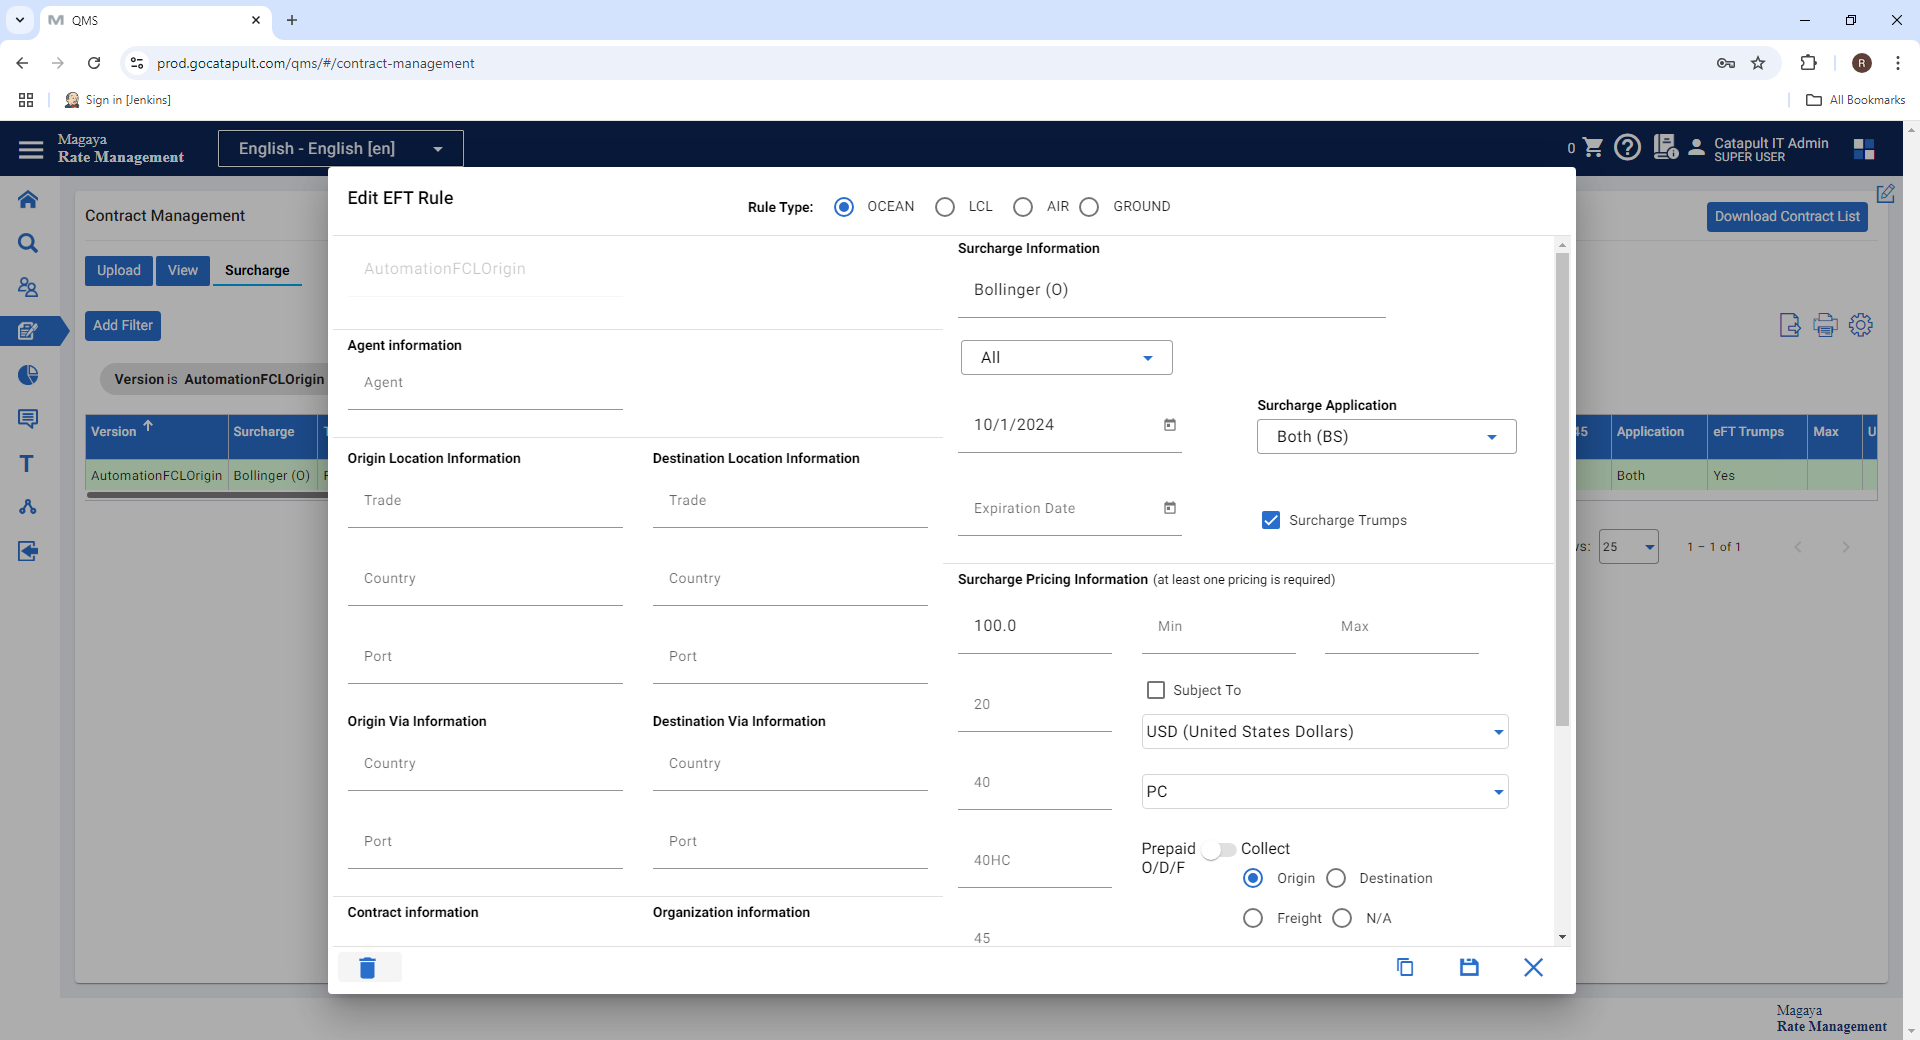 QMS
prod.gocatapult.com/qms/#/contract-management
R
Sign in [Jenkins]
All Bookmarks
Magaya
Rate Management
English - English [en]
0
Catapult IT Admin
SUPER USER
Contract Management
Download Contract List
Upload
View
Surcharge
Add Filter
Version is AutomationFCLOrigin
Version
Surcharge
45
Application
eFT Trumps
Max
U
AutomationFCLOrigin
Bollinger (O)
Both
Yes
25
1 – 1 of 1
Edit EFT Rule
Rule Type:
OCEAN
LCL
AIR
GROUND
AutomationFCLOrigin
Agent information
Agent
Origin Location Information
Destination Location Information
Trade
Trade
Country
Country
Port
Port
Origin Via Information
Destination Via Information
Country
Country
Port
Port
Contract information
Organization information
Surcharge Information
Bollinger (O)
All
10/1/2024
Surcharge Application
Both (BS)
Expiration Date
Surcharge Trumps
Surcharge Pricing Information (at least one pricing is required)
100.0
Min
Max
20
Subject To
USD (United States Dollars)
40
PC
40HC
Prepaid
Collect
O/D/F
Origin
Destination
Freight
N/A
45
Magaya
Rate Management